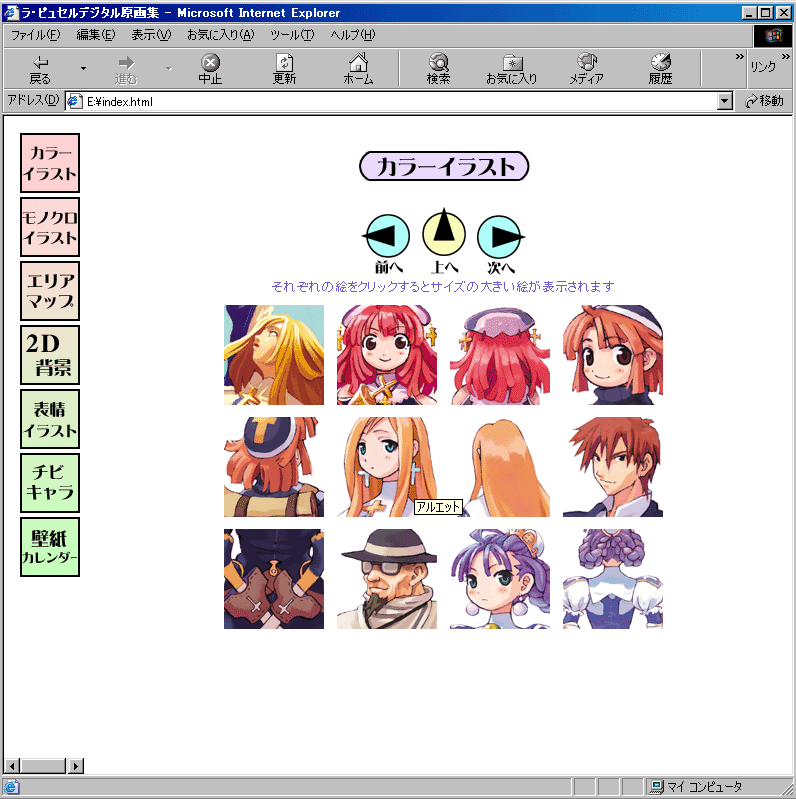 ラ・ピュセルデジタル原画集 - Microsoft Internet Explorer
ファイル(F) 編集(E) 表示(V) お気に入り(A) ツール(T) ヘルプ(H)
戻る 進む 中止 更新 ホーム 検索 お気に入り メディア 履歴 » リンク »
アドレス(D) E:¥index.html 移動
カラー
イラスト
モノクロ
イラスト
エリア
マップ
2D
背景
表情
イラスト
チビ
キャラ
壁紙
カレンダー
カラーイラスト
前へ 上へ 次へ
それぞれの絵をクリックするとサイズの大きい絵が表示されます
アルエット
マイ コンピュータ